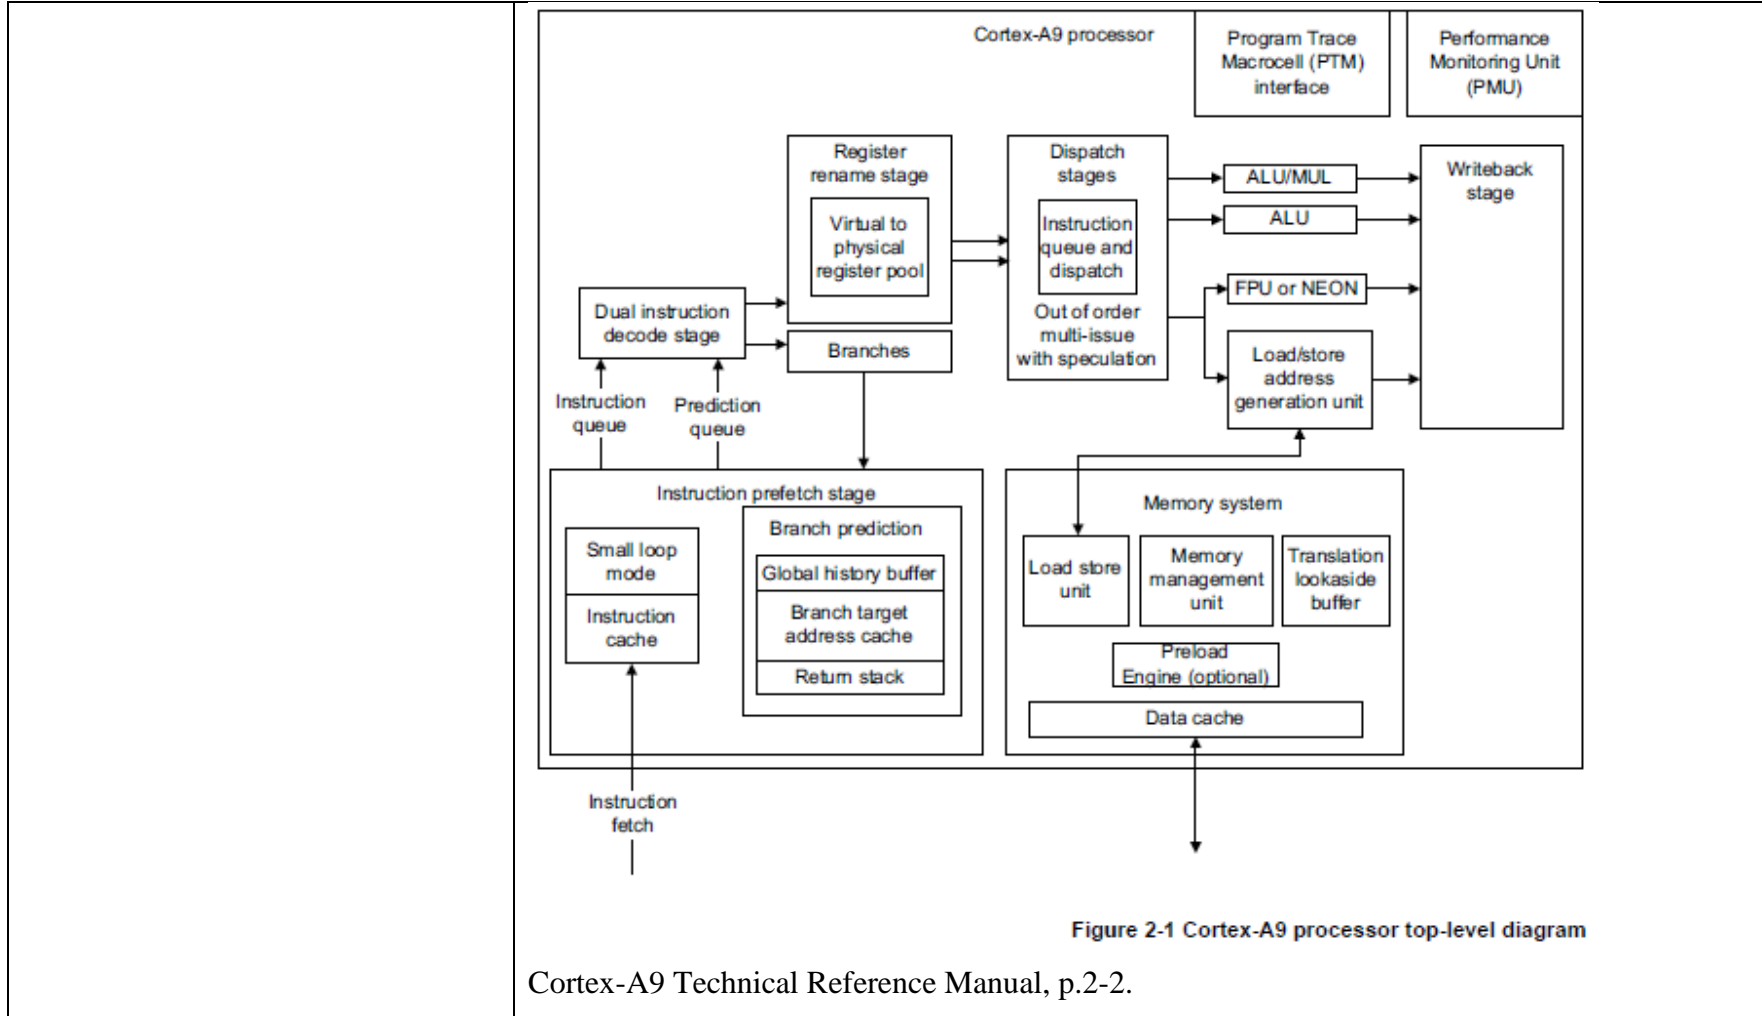 Cortex-A9 processor
Program Trace
Macrocell (PTM)
interface
Performance
Monitoring Unit
(PMU)
Register
rename stage
Virtual to
physical
register pool
Dispatch
stages
Instruction
queue and
dispatch
Out of order
multi-issue
with speculation
ALU/MUL
ALU
FPU or NEON
Load/store
address
generation unit
Writeback
stage
Dual instruction
decode stage
Branches
Instruction
queue
Prediction
queue
Instruction prefetch stage
Small loop
mode
Instruction
cache
Branch prediction
Global history buffer
Branch target
address cache
Return stack
Memory system
Load store
unit
Memory
management
unit
Translation
lookaside
buffer
Preload
Engine (optional)
Data cache
Instruction
fetch
Figure 2-1 Cortex-A9 processor top-level diagram
Cortex-A9 Technical Reference Manual, p.2-2.